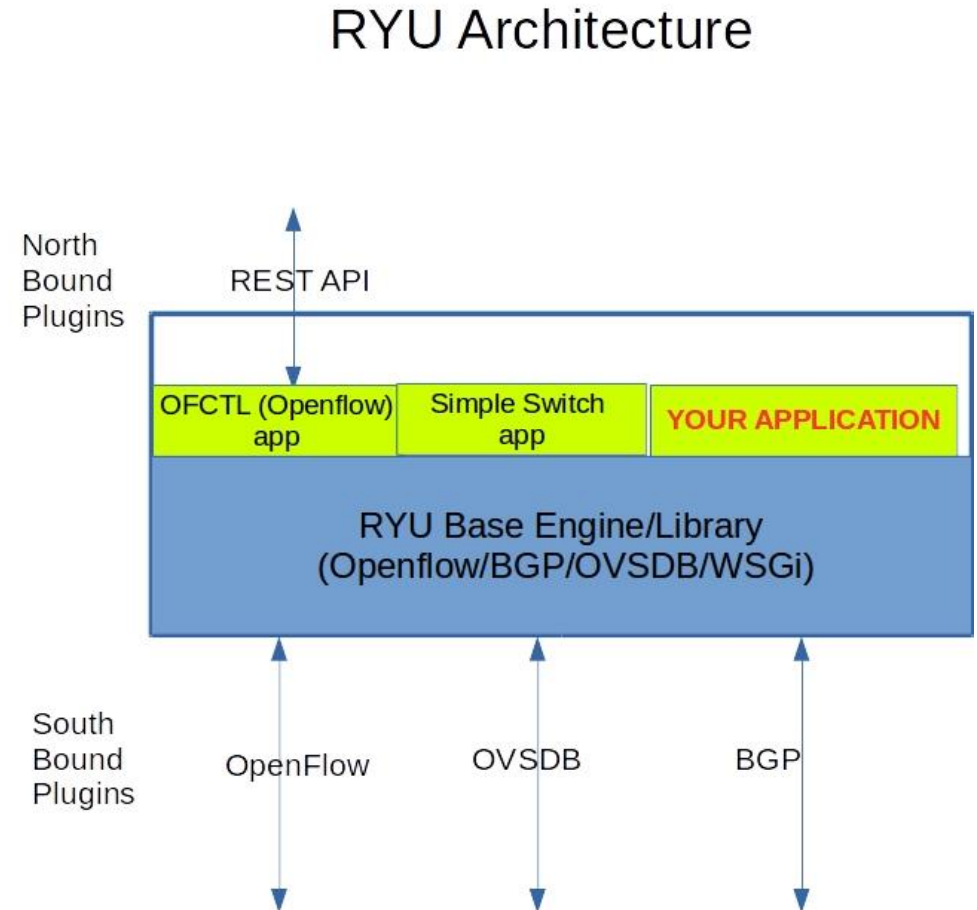 RYU Architecture
North
Bound
Plugins
REST API
OFCTL (Openflow)
app
Simple Switch
app
YOUR APPLICATION
RYU Base Engine/Library
(Openflow/BGP/OVSDB/WSGi)
South
Bound
Plugins
OpenFlow
OVSDB
BGP